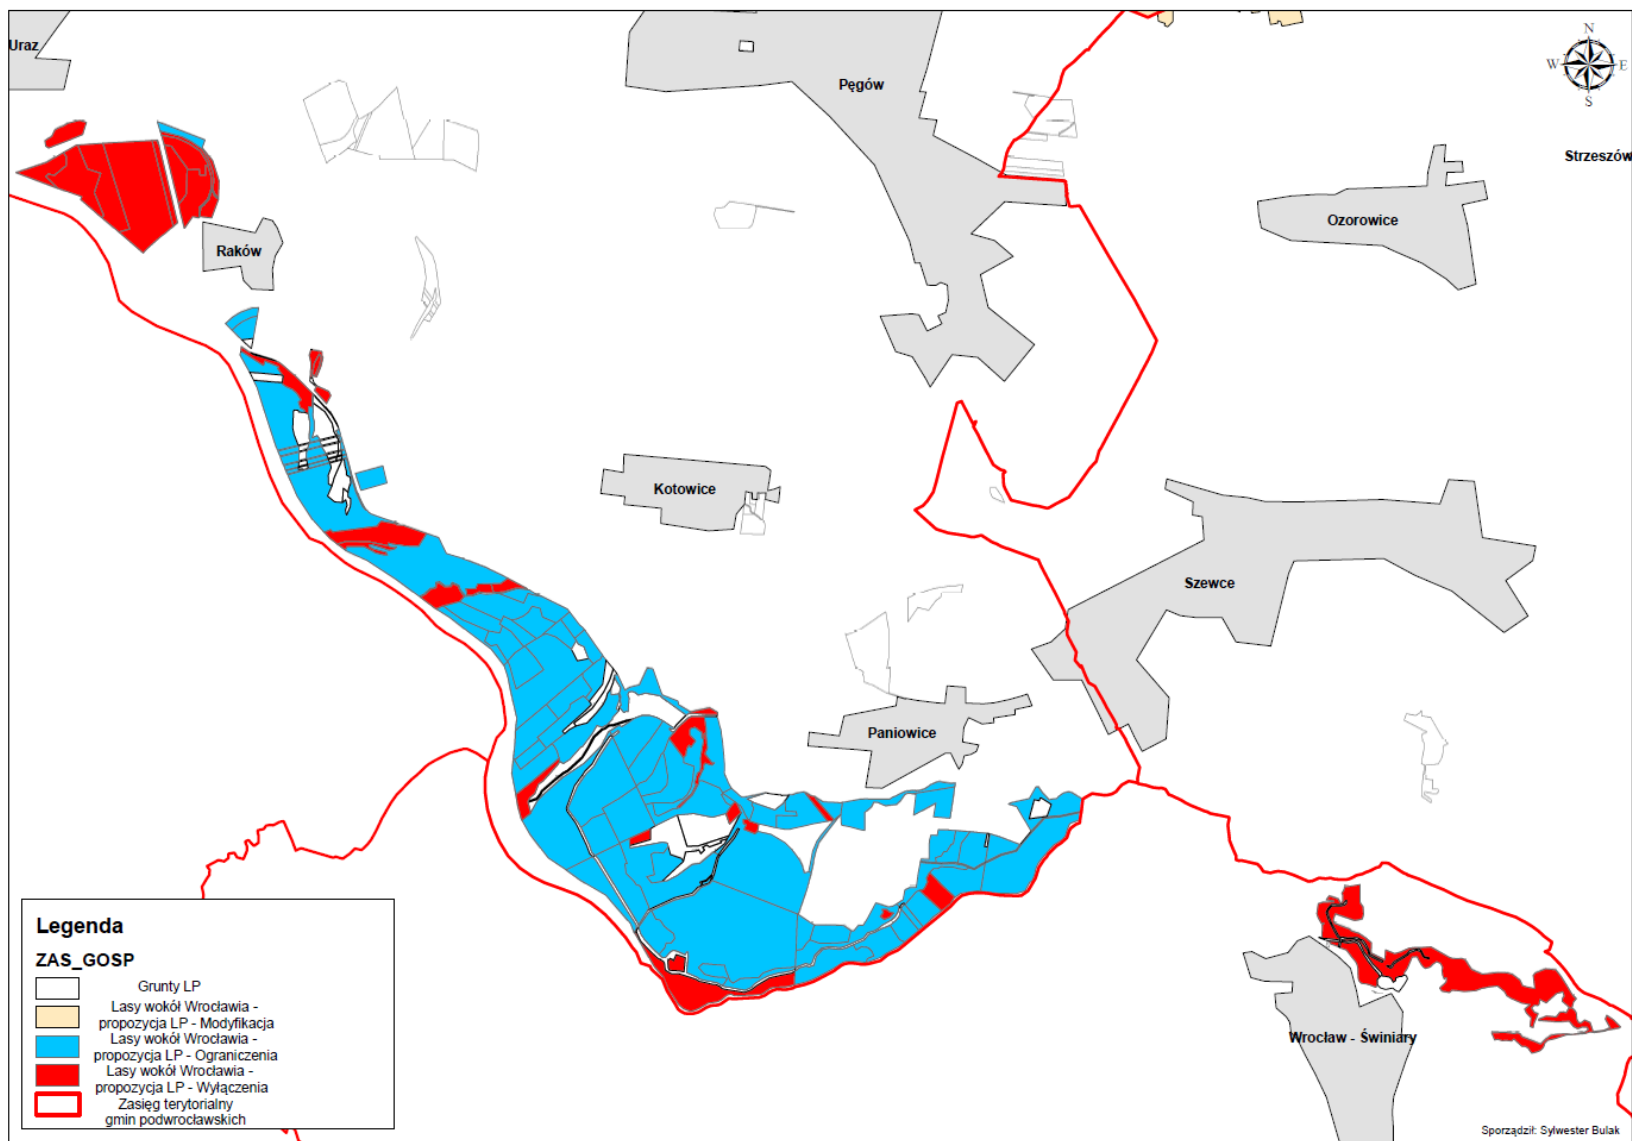 Uraz
Pęgów
N
W
E
S
Strzeszów
Ozorowice
Raków
Kotowice
Szewce
Paniowice
Wrocław - Świniary
Legenda
ZAS_GOSP
Grunty LP
Lasy wokół Wrocławia -
propozycja LP - Modyfikacja
Lasy wokół Wrocławia -
propozycja LP - Ograniczenia
Lasy wokół Wrocławia -
propozycja LP - Wyłączenia
Zasięg terytorialny
gmin podwrocławskich
Sporządził: Sylwester Bulak